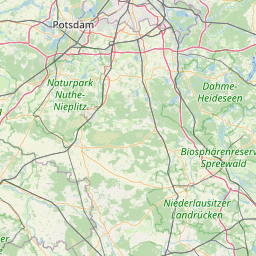 Potsdam
Naturpark
Nuthe-
Nieplitz
Dahme-
Heideseen
Biosphärenreserv
Spreewald
Niederlausitzer
Landrücken